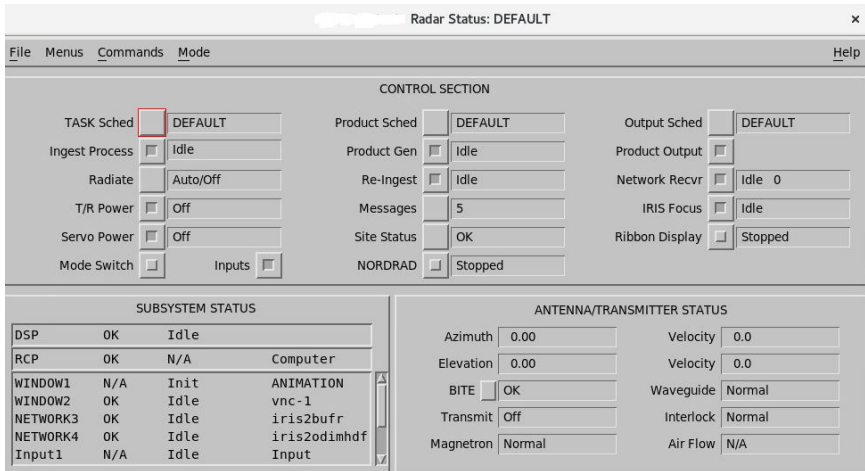 Radar Status: DEFAULT ×
File Menus Commands Mode Help
CONTROL SECTION
TASK Sched DEFAULT Product Sched DEFAULT Output Sched DEFAULT
Ingest Process Idle Product Gen Idle Product Output
Radiate Auto/Off Re-Ingest Idle Network Recvr Idle 0
T/R Power Off Messages 5 IRIS Focus Idle
Servo Power Off Site Status OK Ribbon Display Stopped
Mode Switch Inputs NORDRAD Stopped
SUBSYSTEM STATUS
DSP OK Idle
RCP OK N/A Computer
WINDOW1 N/A Init ANIMATION
WINDOW2 OK Idle vnc-1
NETWORK3 OK Idle iris2bufr
NETWORK4 OK Idle iris2odimhdf
Input1 N/A Idle Input
ANTENNA/TRANSMITTER STATUS
Azimuth 0.00 Velocity 0.0
Elevation 0.00 Velocity 0.0
BITE OK Waveguide Normal
Transmit Off Interlock Normal
Magnetron Normal Air Flow N/A